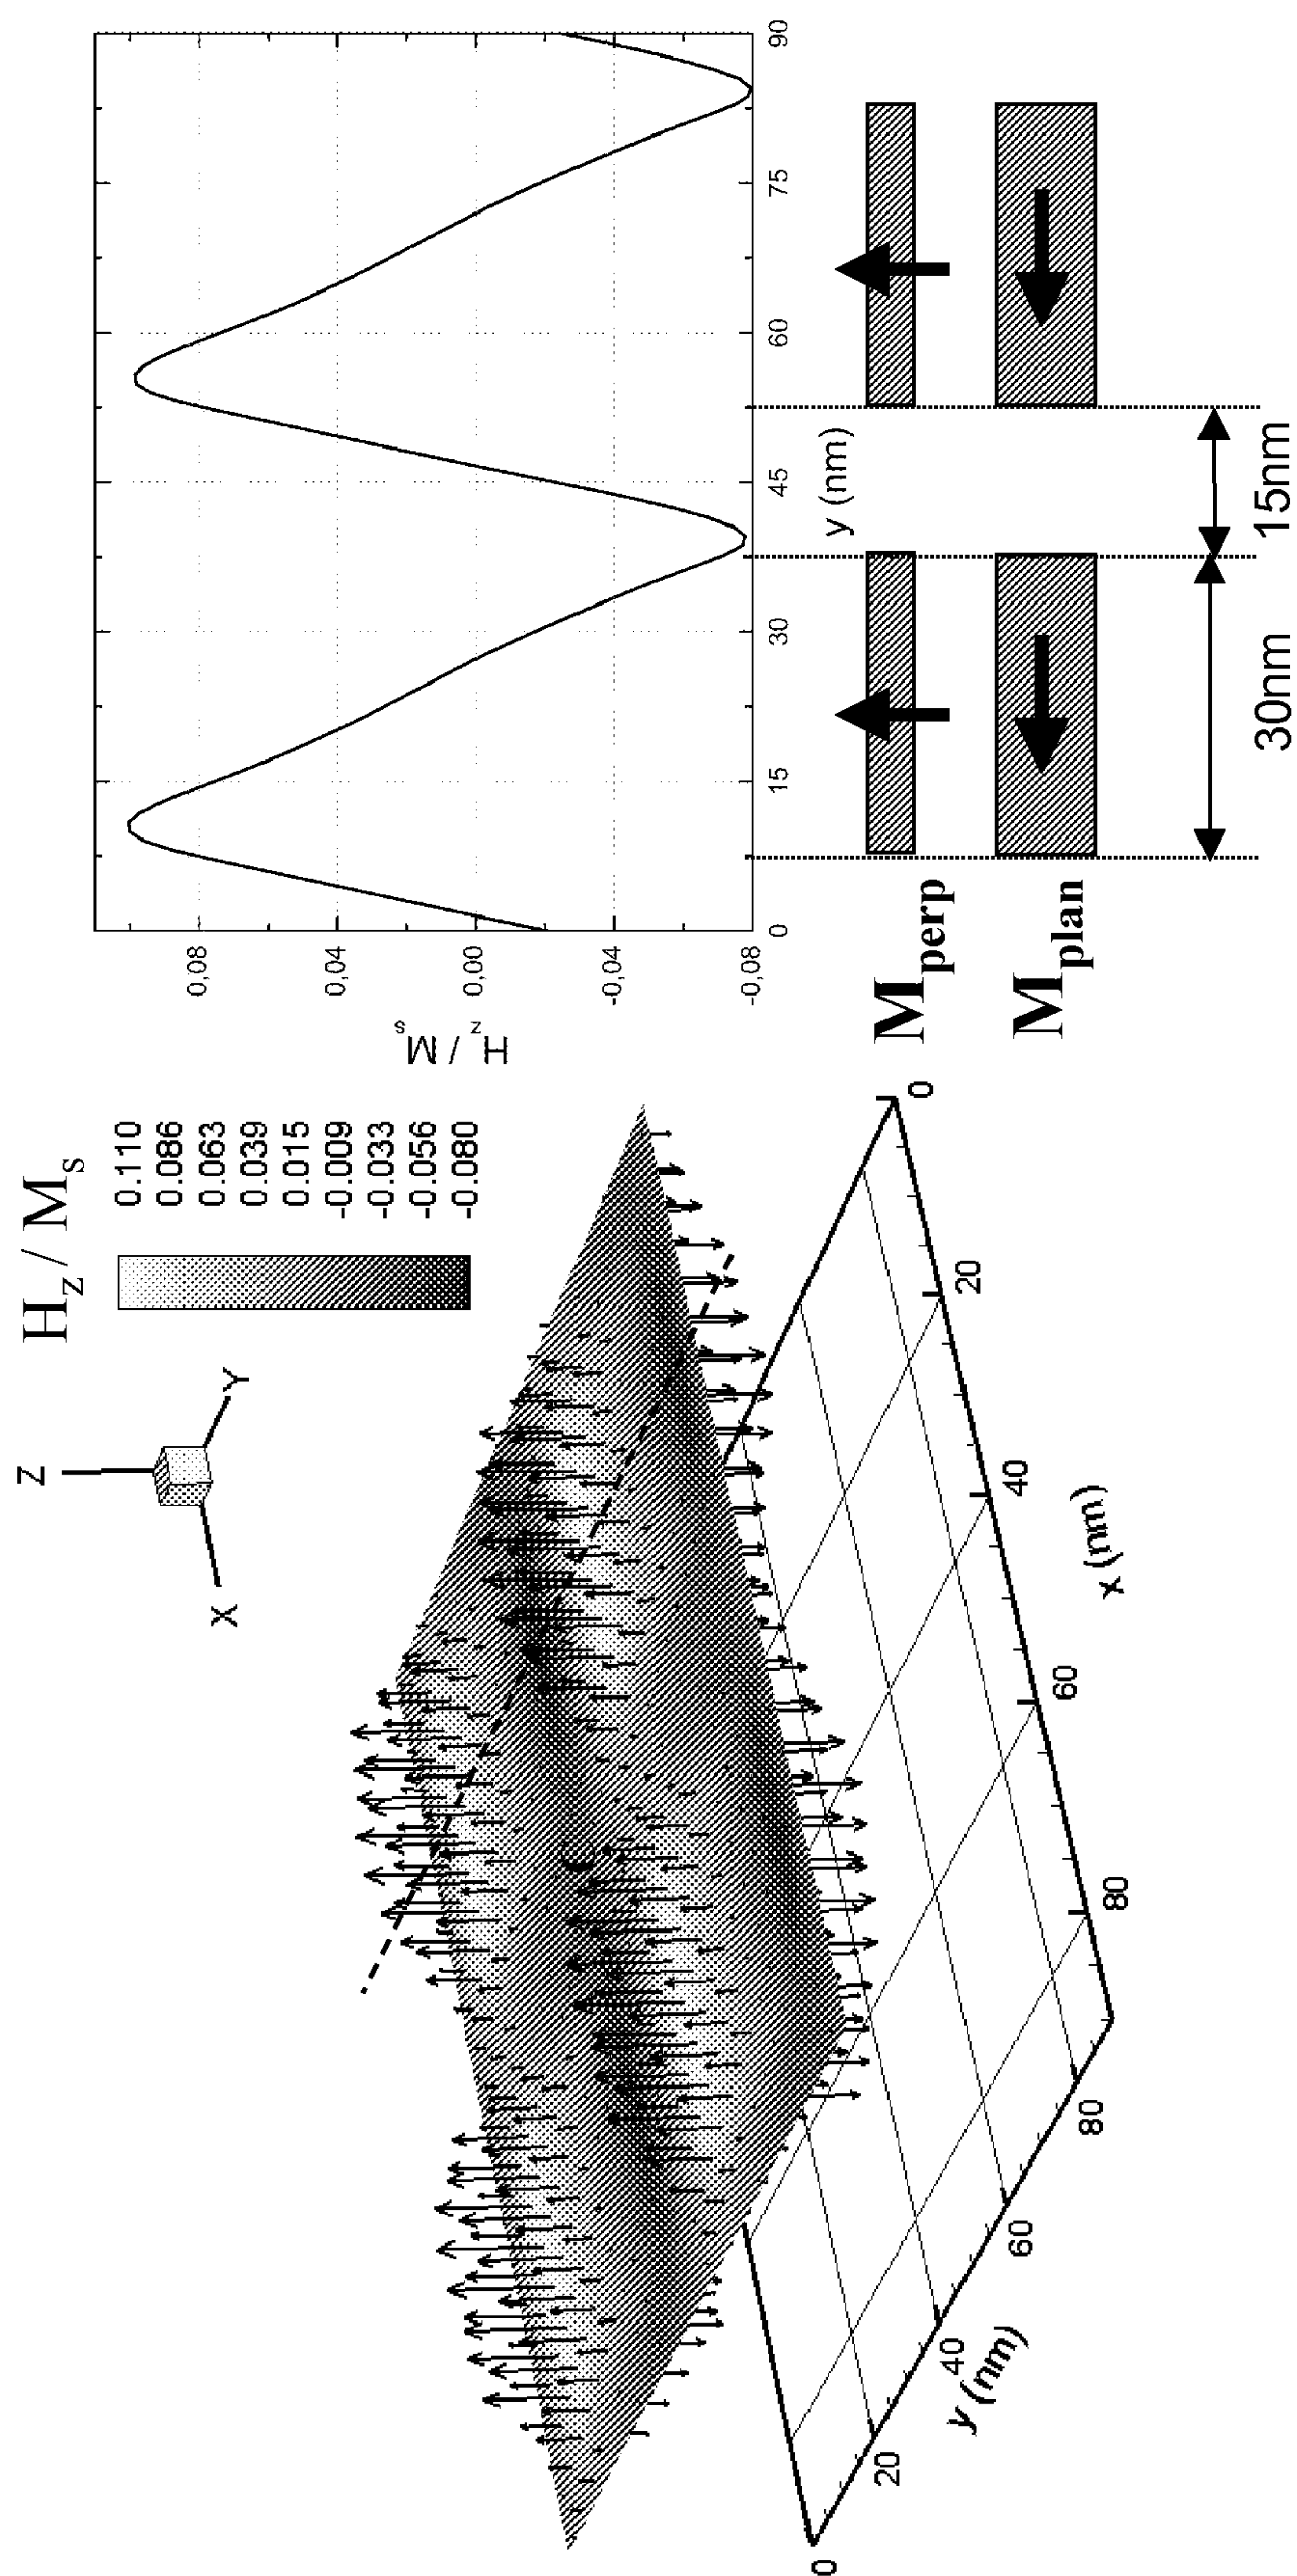 H_z / M_s
0.110
0.086
0.063
0.039
0.015
-0.009
-0.033
-0.056
-0.080
Z
X
Y
0
20
40
60
80
x (nm)
0
20
40
60
80
y (nm)
H_z / M_s
0,08
0,04
0,00
-0,04
-0,08
0
15
30
45
60
75
90
y (nm)
M_perp
M_plan
30nm
15nm